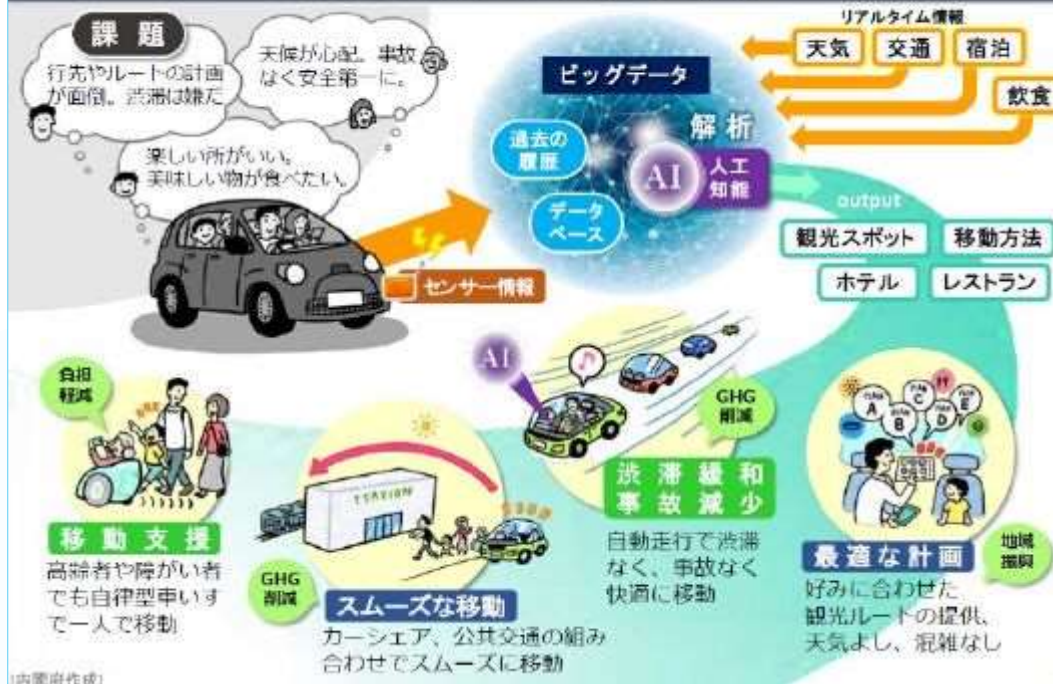 課題
行先やルートの計画
が面倒。渋滞は嫌だ
天候が心配。事故
なく安全第一に。
楽しい所がいい。
美味しい物が食べたい。
センサー情報
ビッグデータ
過去の
履歴
データ
ベース
解析
AI
人工
知能
リアルタイム情報
天気
交通
宿泊
飲食
output
観光スポット
移動方法
ホテル
レストラン
負担
軽減
移動支援
高齢者や障がい者
でも自律型車いす
で一人で移動
STATION
GHG
削減
スムーズな移動
カーシェア、公共交通の組み
合わせでスムーズに移動
AI
GHG
削減
渋滞緩和
事故減少
自動走行で渋滞
なく、事故なく
快適に移動
PLAN
A
PLAN
B
PLAN
C
PLAN
D
PLAN
E
最適な計画
地域
振興
好みに合わせた
観光ルートの提供、
天気よし、混雑なし
[内閣府作成]